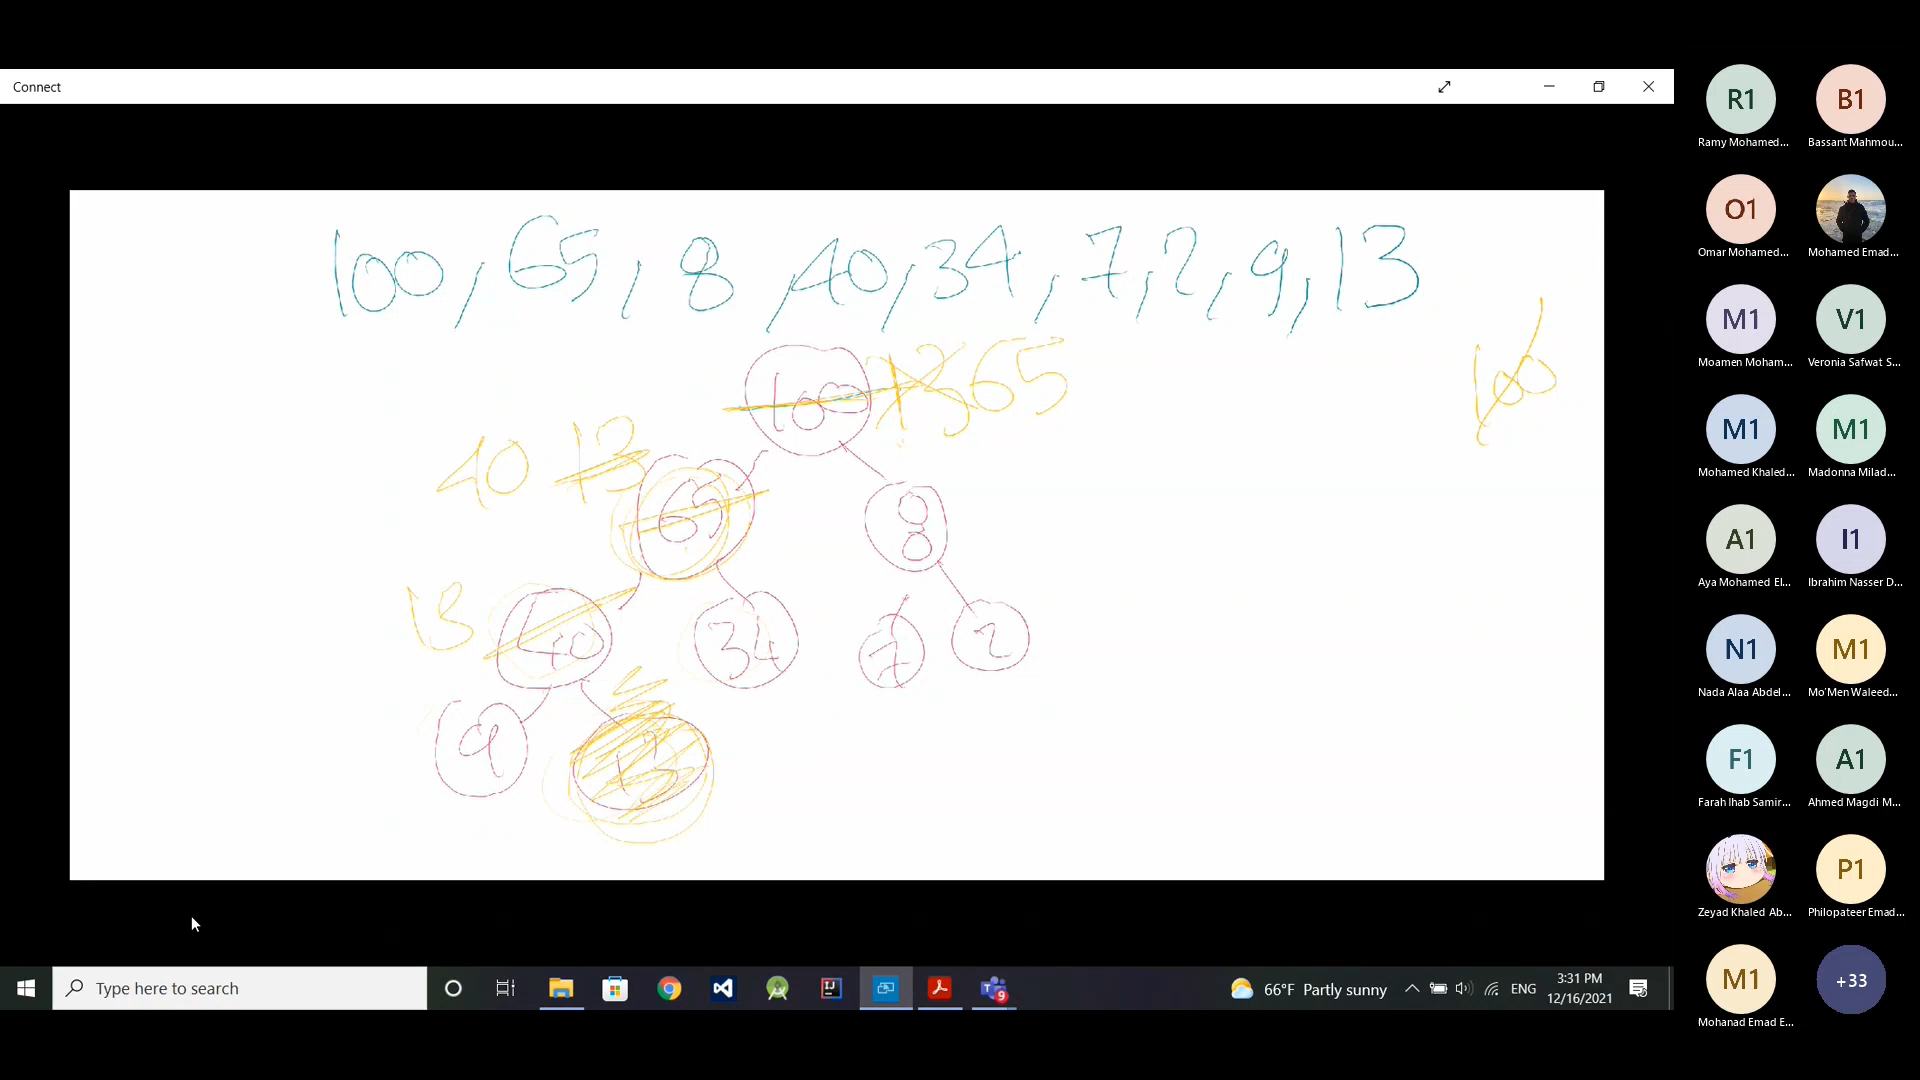 Connect
100, 65, 8, 40, 34, 7, 2, 9, 13
100 13 65
100
40 13 65 8
13 40 34 7 2
9 13
R1 B1
Ramy Mohamed... Bassant Mahmou...
O1
Omar Mohamed... Mohamed Emad...
M1 V1
Moamen Moham... Veronia Safwat S...
M1 M1
Mohamed Khaled... Madonna Milad...
A1 I1
Aya Mohamed El... Ibrahim Nasser D...
N1 M1
Nada Alaa Abdel... Mo'Men Waleed...
F1 A1
Farah Ihab Samir... Ahmed Magdi M...
P1
Zeyad Khaled Ab... Philopateer Emad...
M1 +33
Mohanad Emad E...
Type here to search
9
66°F Partly sunny
ENG
3:31 PM
12/16/2021